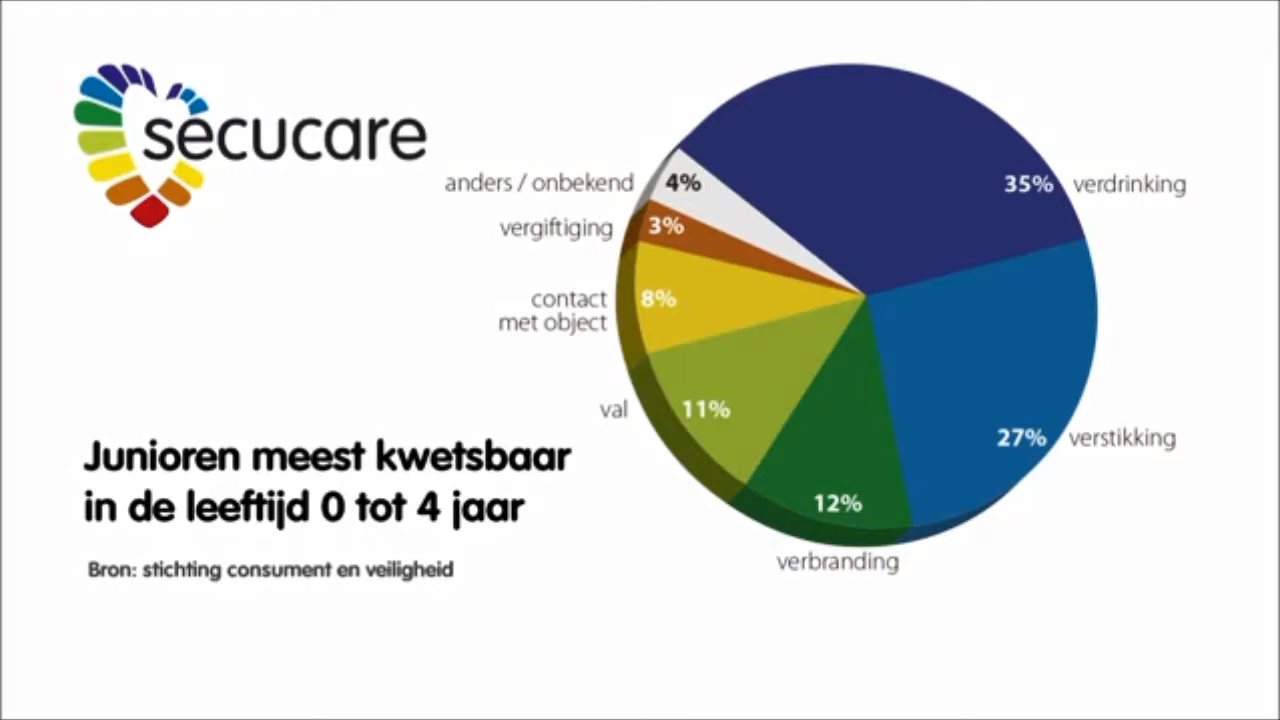 secucare
anders / onbekend
4%
35%
verdrinking
vergiftiging
3%
contact
met object
8%
val
11%
27%
verstikking
12%
verbranding
Junioren meest kwetsbaar
in de leeftijd 0 tot 4 jaar
Bron: stichting consument en veiligheid